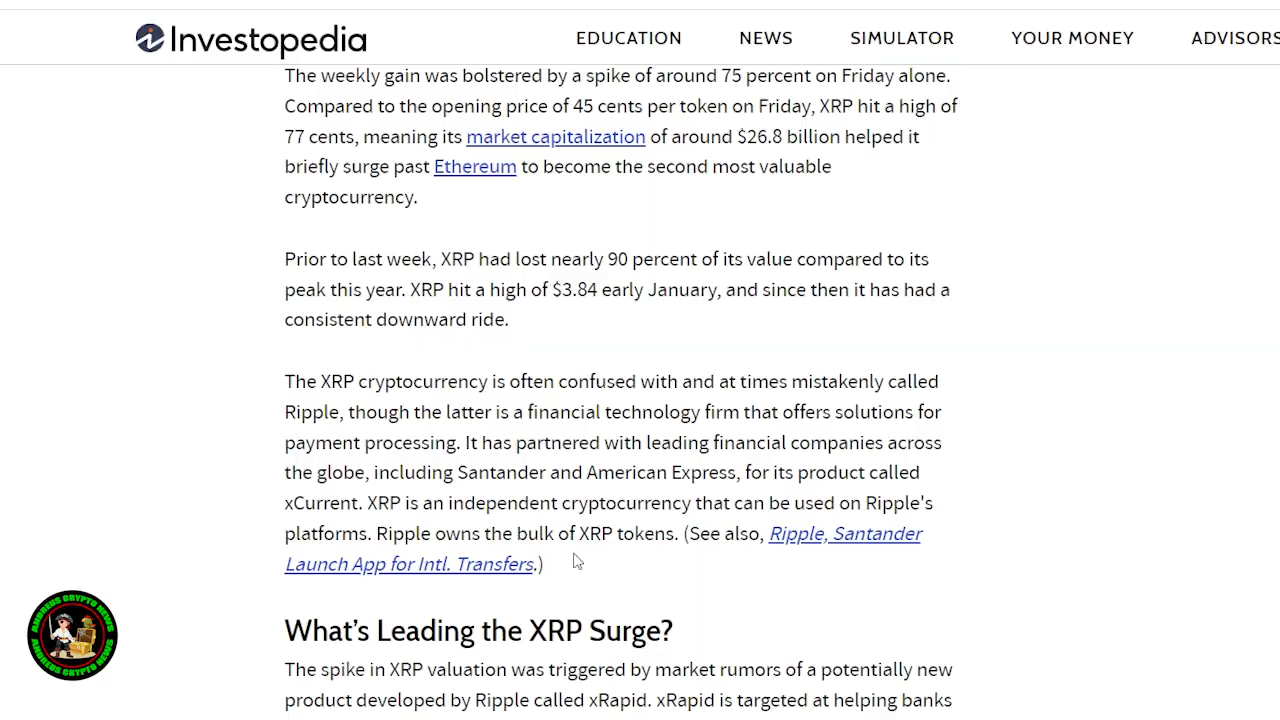 Investopedia
EDUCATION NEWS SIMULATOR YOUR MONEY ADVISORS
The weekly gain was bolstered by a spike of around 75 percent on Friday alone.
Compared to the opening price of 45 cents per token on Friday, XRP hit a high of
77 cents, meaning its market capitalization of around $26.8 billion helped it
briefly surge past Ethereum to become the second most valuable
cryptocurrency.
Prior to last week, XRP had lost nearly 90 percent of its value compared to its
peak this year. XRP hit a high of $3.84 early January, and since then it has had a
consistent downward ride.
The XRP cryptocurrency is often confused with and at times mistakenly called
Ripple, though the latter is a financial technology firm that offers solutions for
payment processing. It has partnered with leading financial companies across
the globe, including Santander and American Express, for its product called
xCurrent. XRP is an independent cryptocurrency that can be used on Ripple's
platforms. Ripple owns the bulk of XRP tokens. (See also, Ripple, Santander
Launch App for Intl. Transfers.)
What’s Leading the XRP Surge?
The spike in XRP valuation was triggered by market rumors of a potentially new
product developed by Ripple called xRapid. xRapid is targeted at helping banks
ANDREUS CRYPTO NEWS
ANDREUS CRYPTO NEWS